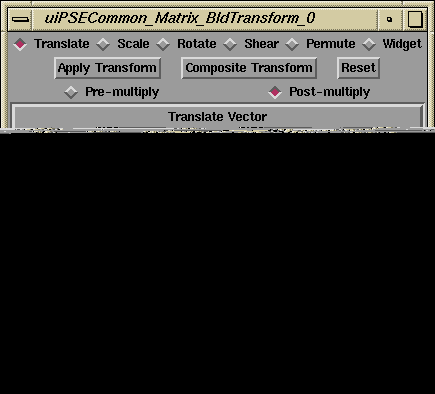 uiPSECommon_Matrix_BldTransform_0
Translate Scale Rotate Shear Permute Widget
Apply Transform Composite Transform Reset
Pre-multiply Post-multiply
Translate Vector